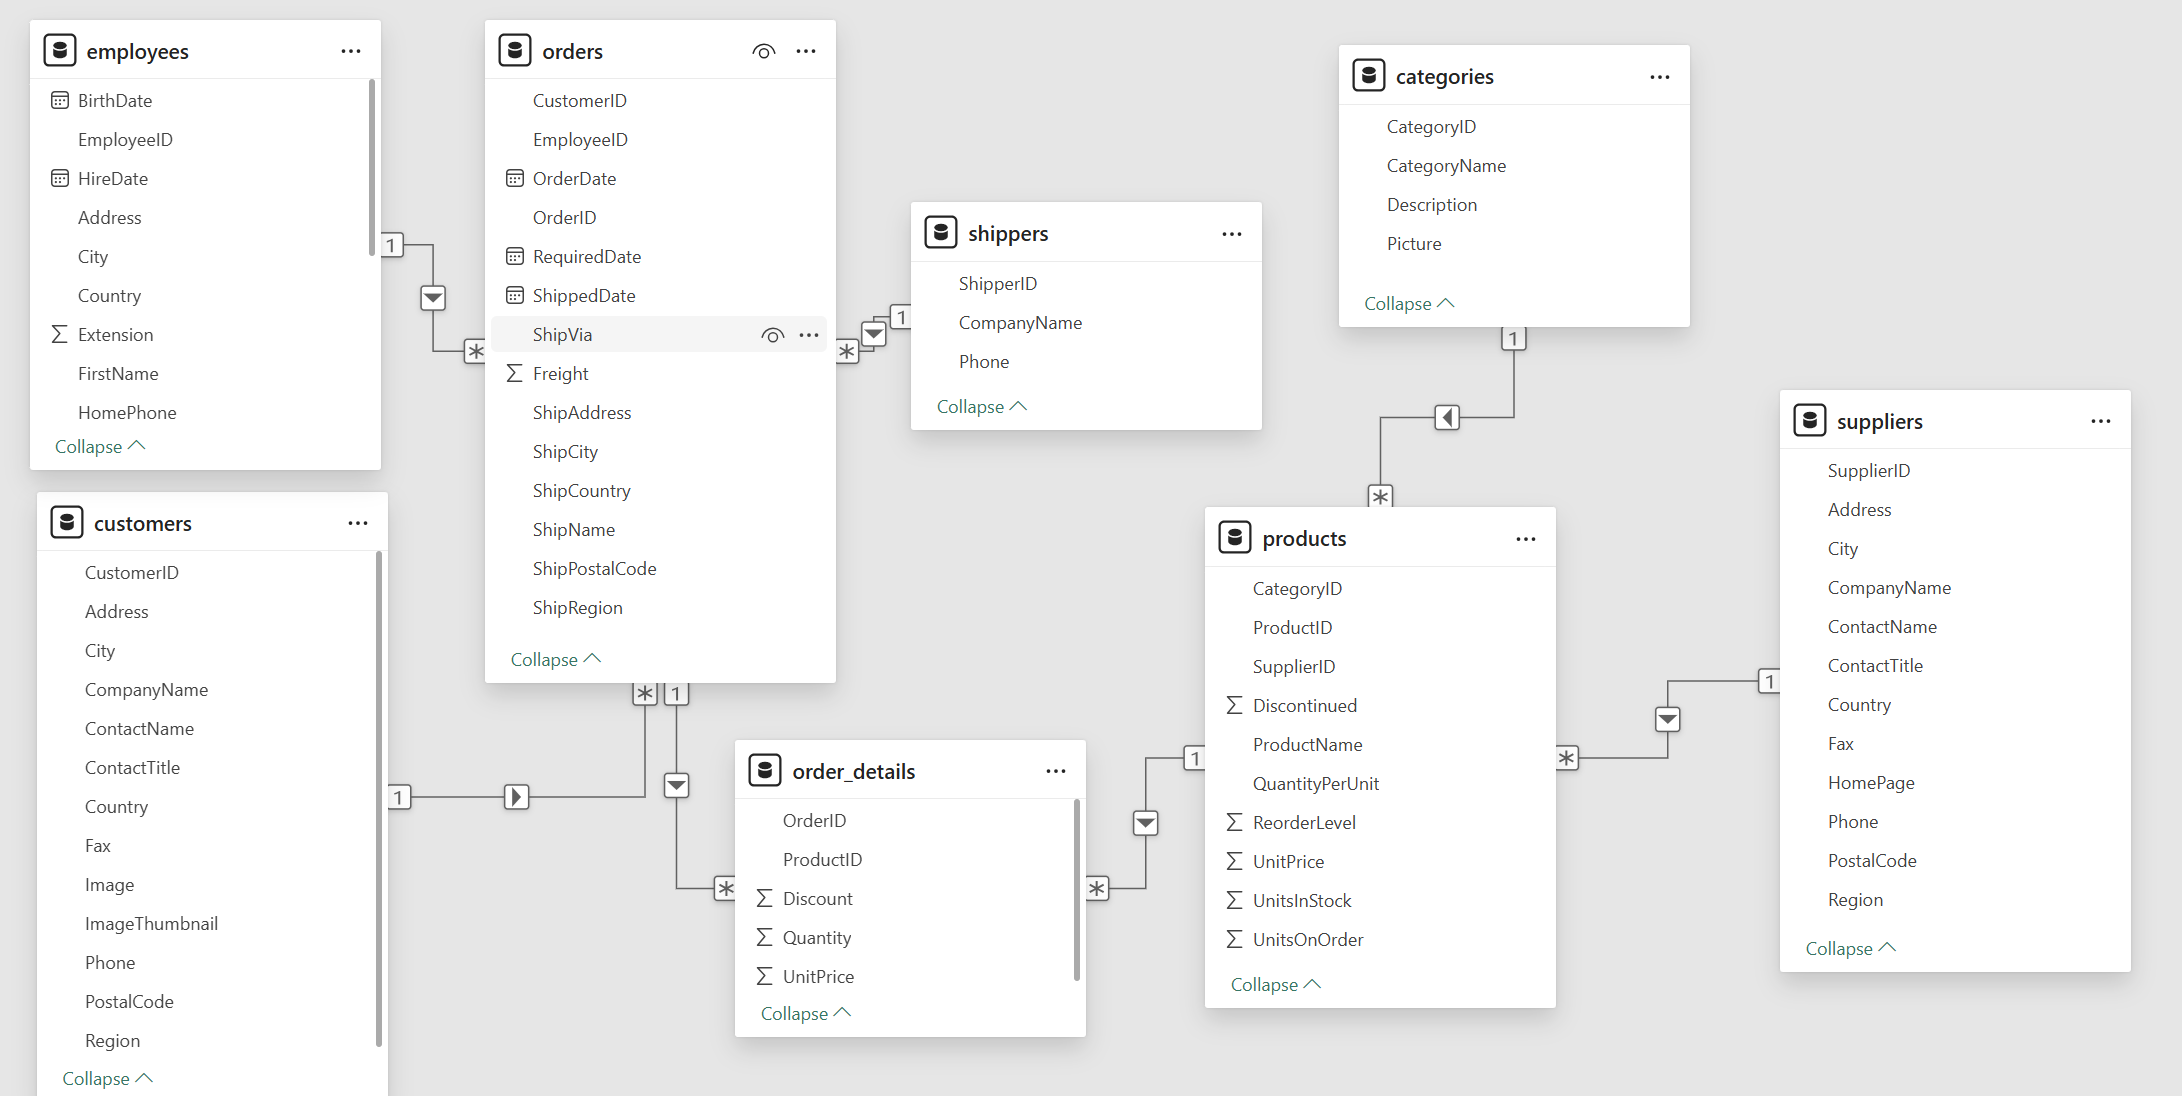 employees
BirthDate
EmployeeID
HireDate
Address
City
Country
Extension
FirstName
HomePhone
Collapse
orders
CustomerID
EmployeeID
OrderDate
OrderID
RequiredDate
ShippedDate
ShipVia
Freight
ShipAddress
ShipCity
ShipCountry
ShipName
ShipPostalCode
ShipRegion
Collapse
shippers
ShipperID
CompanyName
Phone
Collapse
categories
CategoryID
CategoryName
Description
Picture
Collapse
customers
CustomerID
Address
City
CompanyName
ContactName
ContactTitle
Country
Fax
Image
ImageThumbnail
Phone
PostalCode
Region
Collapse
order_details
OrderID
ProductID
Discount
Quantity
UnitPrice
Collapse
products
CategoryID
ProductID
SupplierID
Discontinued
ProductName
QuantityPerUnit
ReorderLevel
UnitPrice
UnitsInStock
UnitsOnOrder
Collapse
suppliers
SupplierID
Address
City
CompanyName
ContactName
ContactTitle
Country
Fax
HomePage
Phone
PostalCode
Region
Collapse
1
*
*
1
1
*
1
*
1
*
1
*
1
*